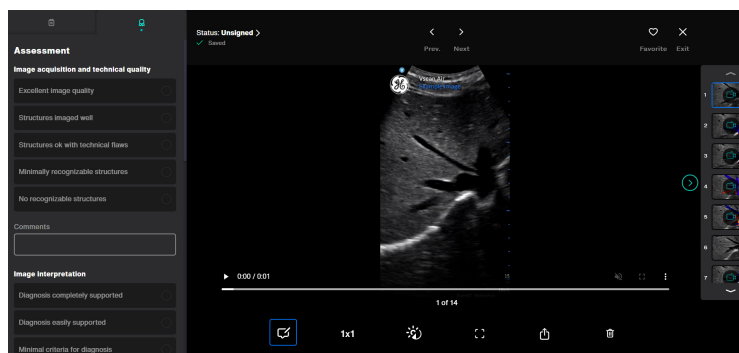 Assessment
Image acquisition and technical quality
Excellent image quality
Structures imaged well
Structures ok with technical flaws
Minimally recognizable structures
No recognizable structures
Comments
Image interpretation
Diagnosis completely supported
Diagnosis easily supported
Minimal criteria for diagnosis
Status: Unsigned >
Saved
Prev. Next
Favorite Exit
Vscan Air
0:00 / 0:01
1 of 14
1x1
1
2
3
4
5
6
7